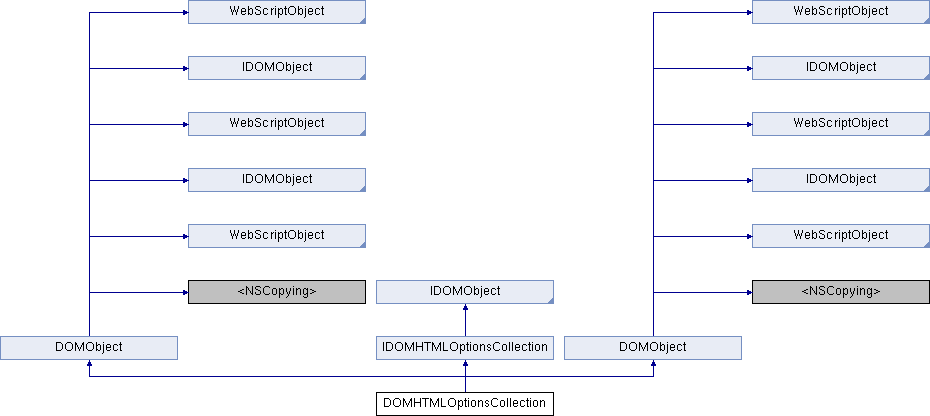 WebScriptObject WebScriptObject
IDOMObject IDOMObject
WebScriptObject WebScriptObject
IDOMObject IDOMObject
WebScriptObject WebScriptObject
<NSCopying> IDOMObject <NSCopying>
DOMObject IDOMHTMLOptionsCollection DOMObject
DOMHTMLOptionsCollection